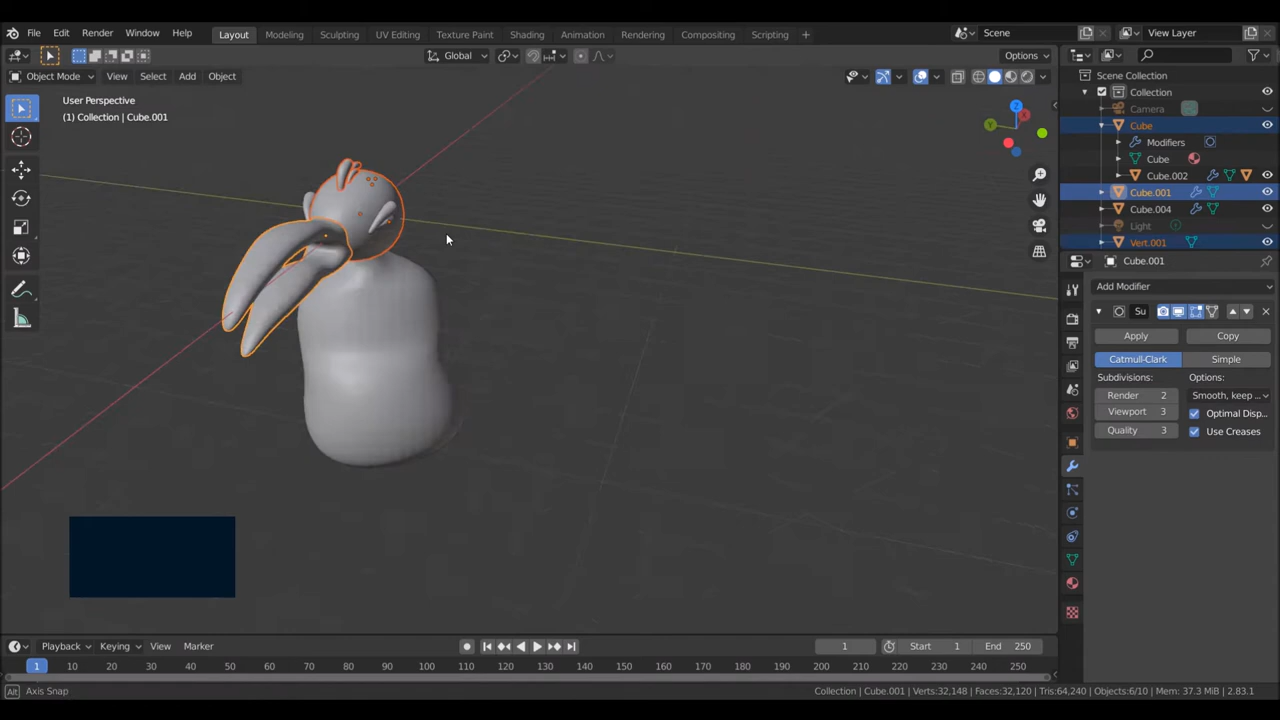 File Edit Render Window Help Layout Modeling Sculpting UV Editing Texture Paint Shading Animation Rendering Compositing Scripting + Scene View Layer
Global Options
Object Mode View Select Add Object
User Perspective
(1) Collection | Cube.001
Scene Collection
Collection
Camera
Cube
Modifiers
Cube
Cube.002
Cube.001
Cube.004
Light
Vert.001
Cube.001
Add Modifier
Su
Apply Copy
Catmull-Clark Simple
Subdivisions: Options:
Render 2 Smooth, keep ...
Viewport 3 Optimal Disp...
Quality 3 Use Creases
X
Y
Z
Playback Keying View Marker 1 Start 1 End 250
1 10 20 30 40 50 60 70 80 90 100 110 120 130 140 150 160 170 180 190 200 210 220 230 240 250
Alt Axis Snap Collection | Cube.001 | Verts:32,148 | Faces:32,120 | Tris:64,240 | Objects:6/10 | Mem: 37.3 MiB | 2.83.1